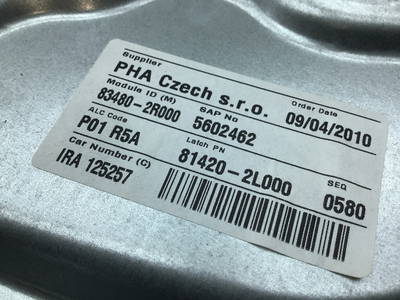 Supplier
PHA Czech s.r.o.
Order Date
09/04/2010
Module ID (M)
83480-2R000
SAP No
5602462
ALC Code
P01 R5A
Latch PN
81420-2L000
Car Number (C)
IRA 125257
SEQ
0580